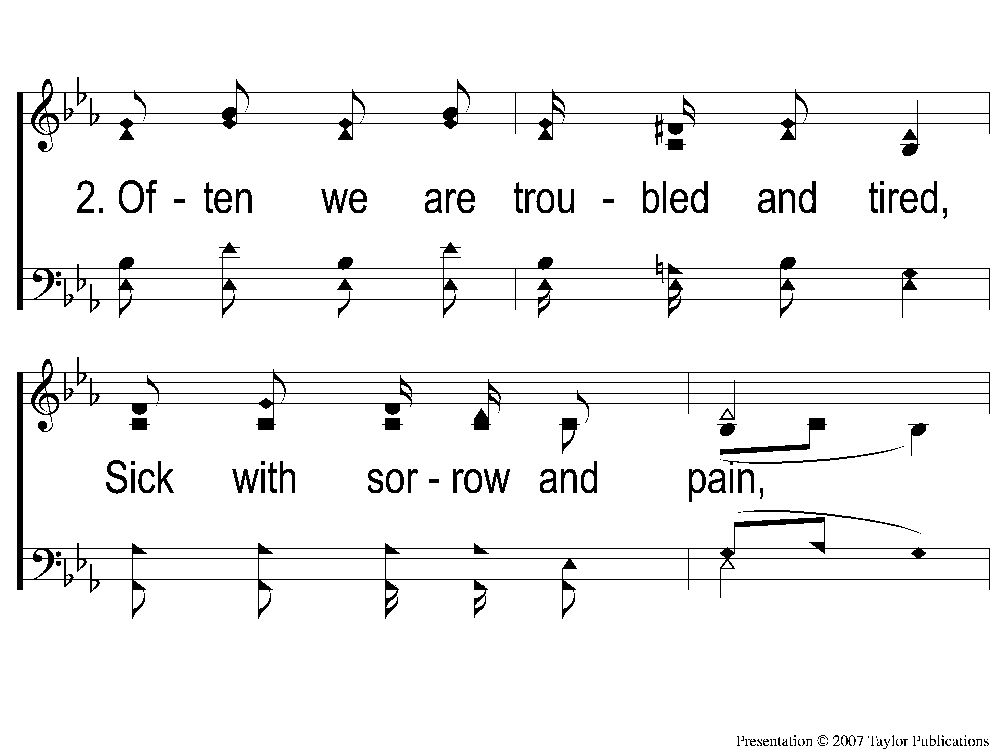 2. Of - ten we are trou - bled and tired,
Sick with sor - row and pain,
Presentation © 2007 Taylor Publications